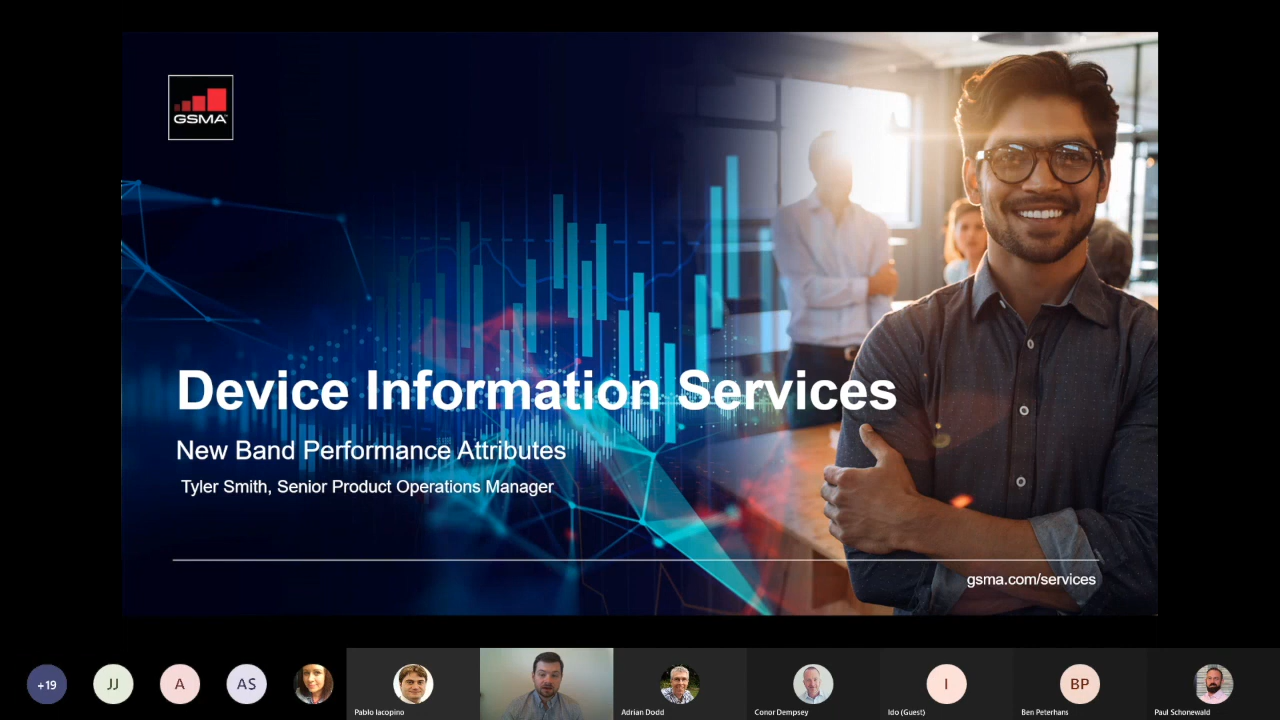 GSMA
Device Information Services
New Band Performance Attributes
Tyler Smith, Senior Product Operations Manager
gsma.com/services
+19
JJ
A
AS
I
BP
Pablo Iacopino
Adrian Dodd
Conor Dempsey
Ido (Guest)
Ben Peterhans
Paul Schonewald